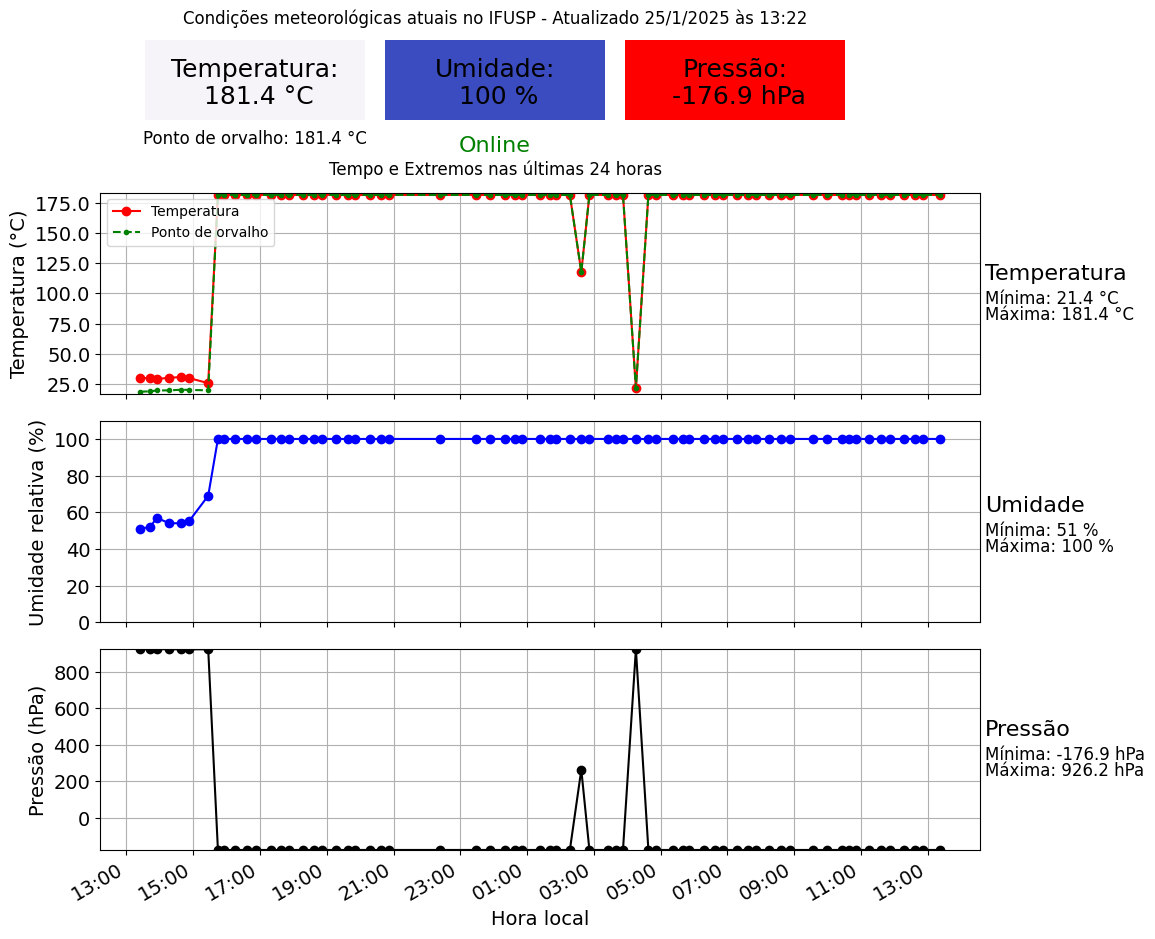 Condições meteorológicas atuais no IFUSP - Atualizado 25/1/2025 às 13:22
Temperatura:
181.4 °C
Umidade:
100 %
Pressão:
-176.9 hPa
Ponto de orvalho: 181.4 °C
Online
Tempo e Extremos nas últimas 24 horas
Temperatura (°C)
175.0
150.0
125.0
100.0
75.0
50.0
25.0
Temperatura
Ponto de orvalho
Temperatura
Mínima: 21.4 °C
Máxima: 181.4 °C
Umidade relativa (%)
100
80
60
40
20
0
Umidade
Mínima: 51 %
Máxima: 100 %
Pressão (hPa)
800
600
400
200
0
Pressão
Mínima: -176.9 hPa
Máxima: 926.2 hPa
13:00 15:00 17:00 19:00 21:00 23:00 01:00 03:00 05:00 07:00 09:00 11:00 13:00
Hora local